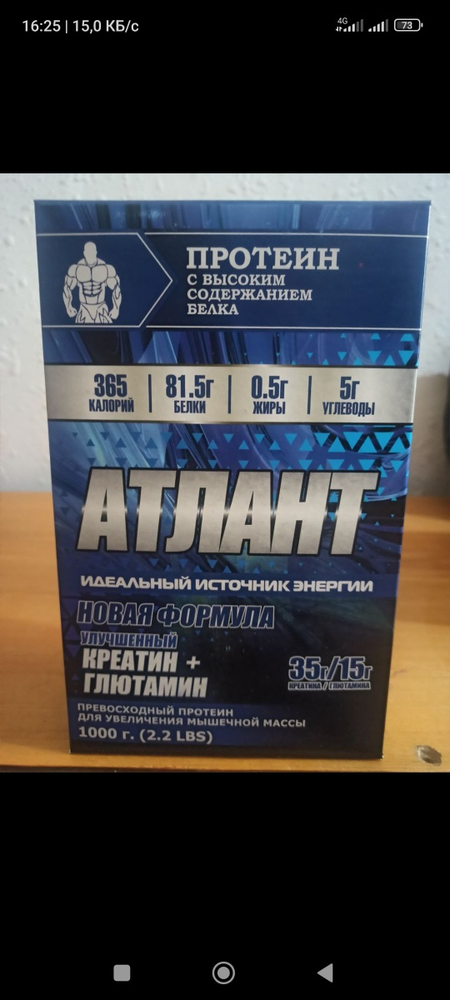 16:25 | 15,0 КБ/с
4G
73
ПРОТЕИН
С ВЫСОКИМ
СОДЕРЖАНИЕМ
БЕЛКА
365 | 81.5г | 0.5г | 5г
КАЛОРИЙ | БЕЛКИ | ЖИРЫ | УГЛЕВОДЫ
АТЛАНТ
ИДЕАЛЬНЫЙ ИСТОЧНИК ЭНЕРГИИ
НОВАЯ ФОРМУЛА
УЛУЧШЕННЫЙ
КРЕАТИН +
ГЛЮТАМИН
35г/15г
КРЕАТИНА / ГЛЮТАМИНА
ПРЕВОСХОДНЫЙ ПРОТЕИН
ДЛЯ УВЕЛИЧЕНИЯ МЫШЕЧНОЙ МАССЫ
1000 г. (2.2 LBS)